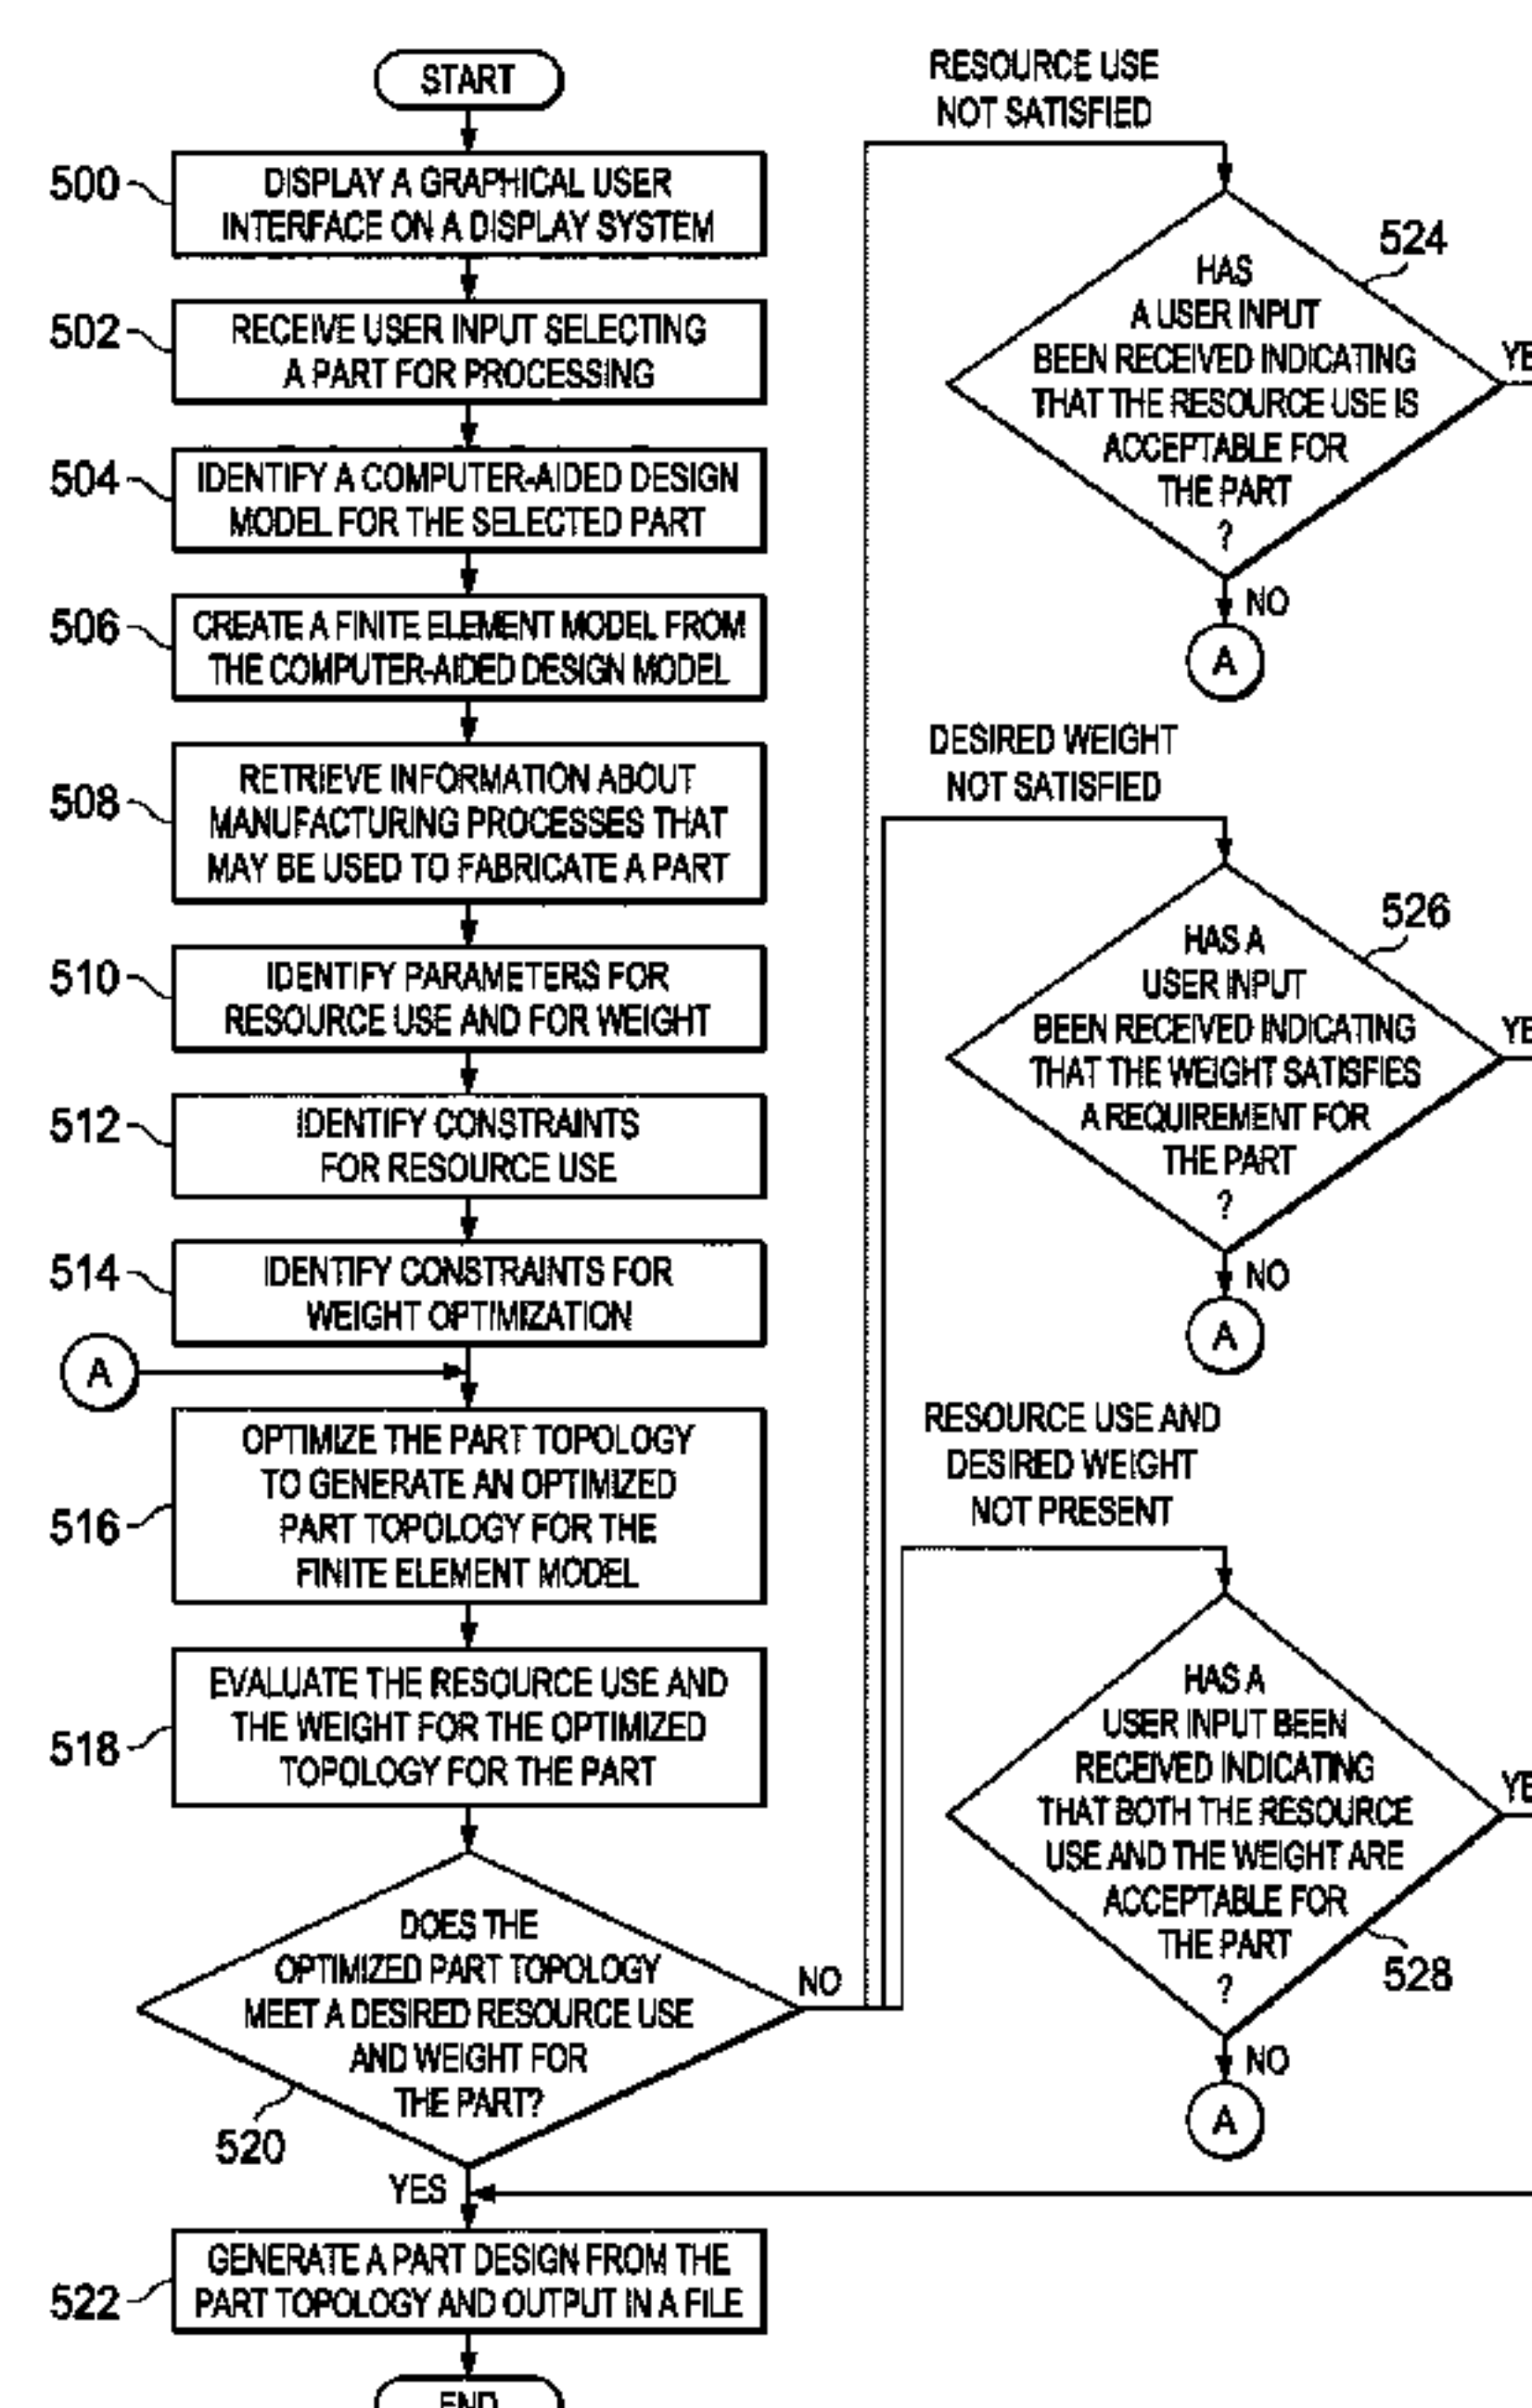 START
500
DISPLAY A GRAPHICAL USER
INTERFACE ON A DISPLAY SYSTEM
502
RECEIVE USER INPUT SELECTING
A PART FOR PROCESSING
504
IDENTIFY A COMPUTER-AIDED DESIGN
MODEL FOR THE SELECTED PART
506
CREATE A FINITE ELEMENT MODEL FROM
THE COMPUTER-AIDED DESIGN MODEL
508
RETRIEVE INFORMATION ABOUT
MANUFACTURING PROCESSES THAT
MAY BE USED TO FABRICATE A PART
510
IDENTIFY PARAMETERS FOR
RESOURCE USE AND FOR WEIGHT
512
IDENTIFY CONSTRAINTS
FOR RESOURCE USE
514
IDENTIFY CONSTRAINTS FOR
WEIGHT OPTIMIZATION
A
516
OPTIMIZE THE PART TOPOLOGY
TO GENERATE AN OPTIMIZED
PART TOPOLOGY FOR THE
FINITE ELEMENT MODEL
518
EVALUATE THE RESOURCE USE AND
THE WEIGHT FOR THE OPTIMIZED
TOPOLOGY FOR THE PART
DOES THE
OPTIMIZED PART TOPOLOGY
MEET A DESIRED RESOURCE USE
AND WEIGHT FOR
THE PART?
520
NO
YES
522
GENERATE A PART DESIGN FROM THE
PART TOPOLOGY AND OUTPUT IN A FILE
END
RESOURCE USE
NOT SATISFIED
524
HAS
A USER INPUT
BEEN RECEIVED INDICATING
THAT THE RESOURCE USE IS
ACCEPTABLE FOR
THE PART
?
YE
NO
A
DESIRED WEIGHT
NOT SATISFIED
526
HAS A
USER INPUT
BEEN RECEIVED INDICATING
THAT THE WEIGHT SATISFIES
A REQUIREMENT FOR
THE PART
?
YE
NO
A
RESOURCE USE AND
DESIRED WEIGHT
NOT PRESENT
HAS A
USER INPUT BEEN
RECEIVED INDICATING
THAT BOTH THE RESOURCE
USE AND THE WEIGHT ARE
ACCEPTABLE FOR
THE PART
?
528
YE
NO
A